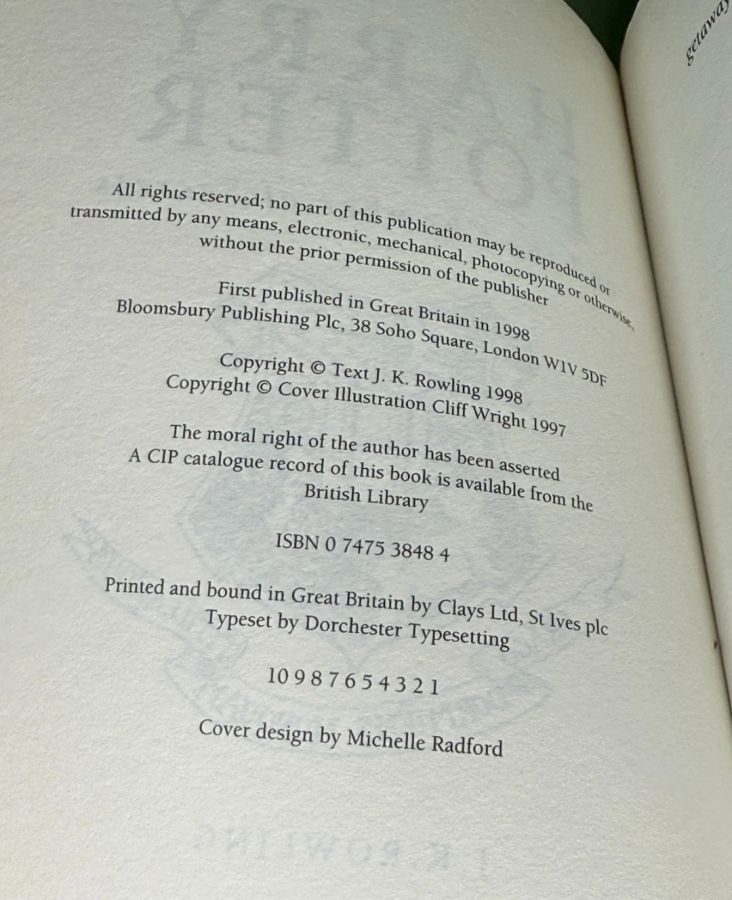 getaway
All rights reserved; no part of this publication may be reproduced or
transmitted by any means, electronic, mechanical, photocopying or otherwise,
without the prior permission of the publisher
First published in Great Britain in 1998
Bloomsbury Publishing Plc, 38 Soho Square, London W1V 5DF
Copyright © Text J. K. Rowling 1998
Copyright © Cover Illustration Cliff Wright 1997
The moral right of the author has been asserted
A CIP catalogue record of this book is available from the
British Library
ISBN 0 7475 3848 4
Printed and bound in Great Britain by Clays Ltd, St Ives plc
Typeset by Dorchester Typesetting
10 9 8 7 6 5 4 3 2 1
Cover design by Michelle Radford
HARRY
POTTER
J. K. ROWLING